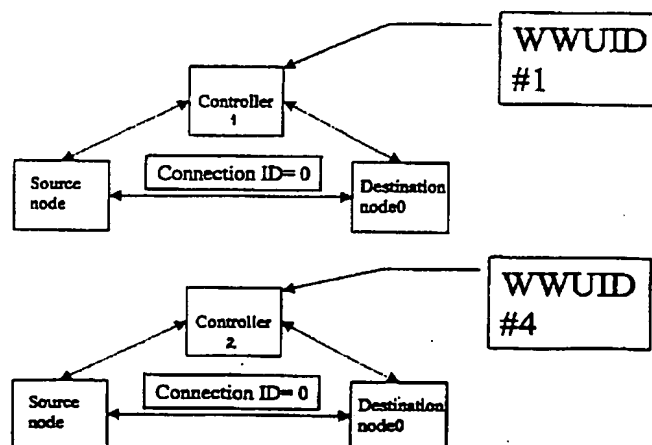 WWUID
#1
Controller
1
Connection ID= 0
Source
node
Destination
node0
WWUID
#4
Controller
2
Connection ID= 0
Source
node
Destination
node0